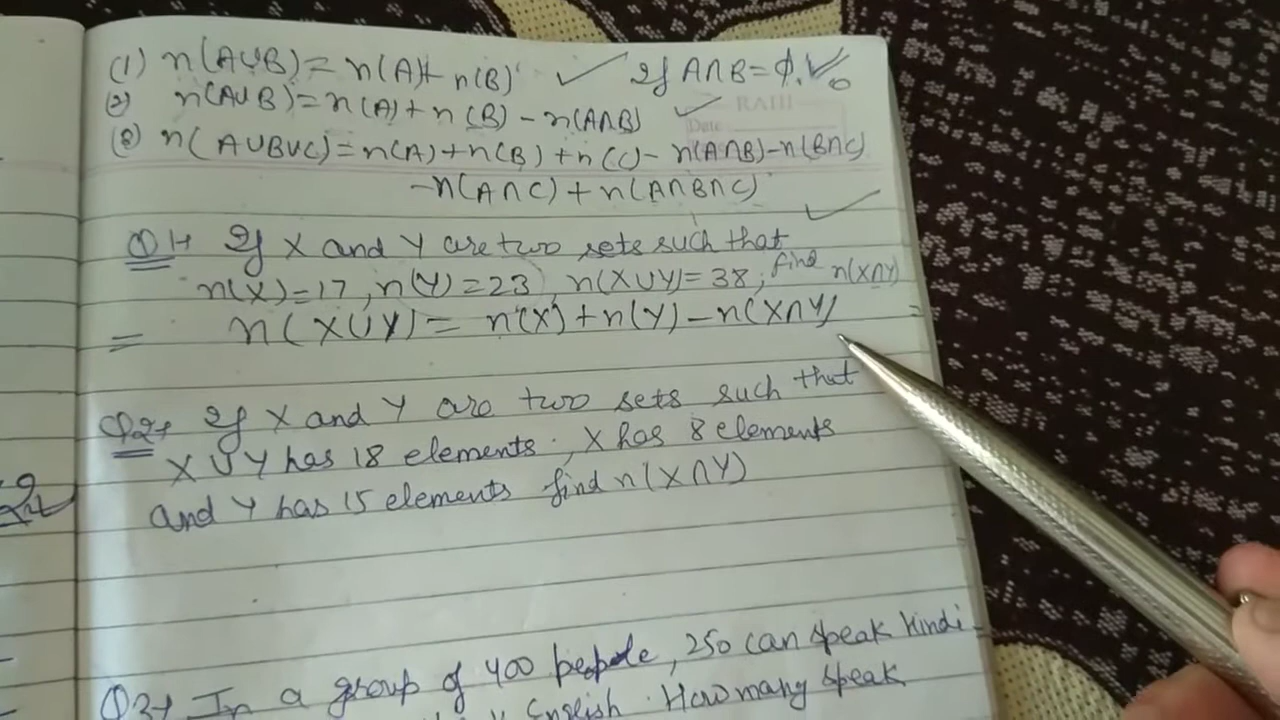 (1) n(A∪B) = n(A)+ n(B) ✓ If A∩B=ϕ.
(2) n(A∪B)=n(A)+n(B)-n(A∩B) ✓
RAJH
Date
(3) n(A∪B∪C)=n(A)+n(B)+n(C)-n(A∩B)-n(B∩C)
-n(A∩C)+n(A∩B∩C) ✓
Q1→ If X and Y are two sets such that
n(X)=17, n(Y)=23, n(X∪Y)=38, find n(X∩Y)
= n(X∪Y) = n(X)+n(Y)-n(X∩Y) =
Q2→ If X and Y are two sets such that
X∪Y has 18 elements, X has 8 elements
and Y has 15 elements find n(X∩Y)
Q3→ In a group of 400 people, 250 can speak Hindi
English. How many speak